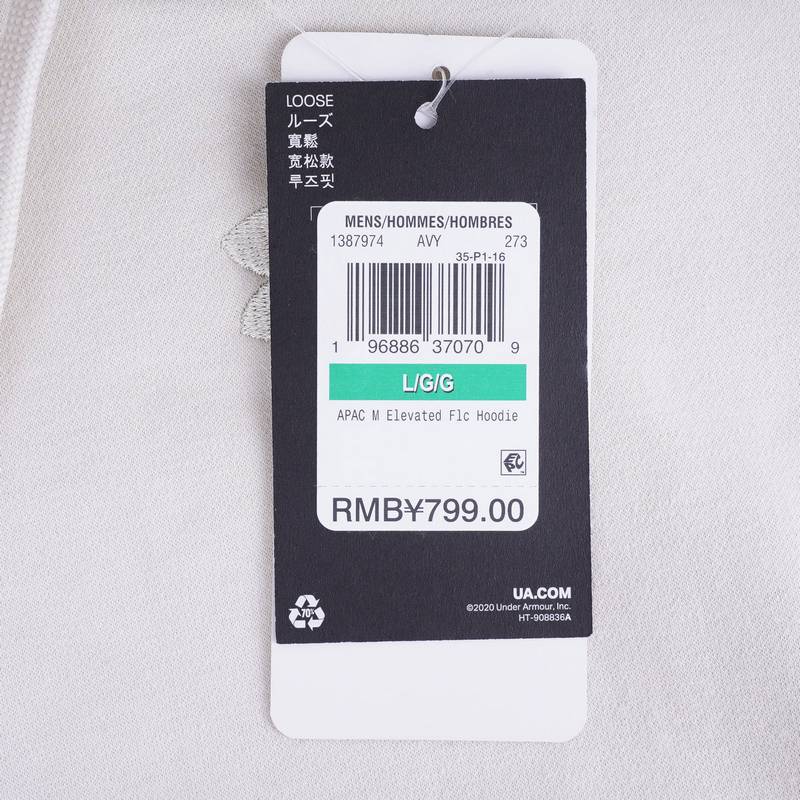 LOOSE
ルーズ
寬鬆
宽松款
루즈핏
MENS/HOMMES/HOMBRES
1387974 AVY 273
35-P1-16
1 96886 37070 9
L/G/G
APAC M Elevated Flc Hoodie
RMB¥799.00
70%
UA.COM
©2020 Under Armour, Inc.
HT-908836A